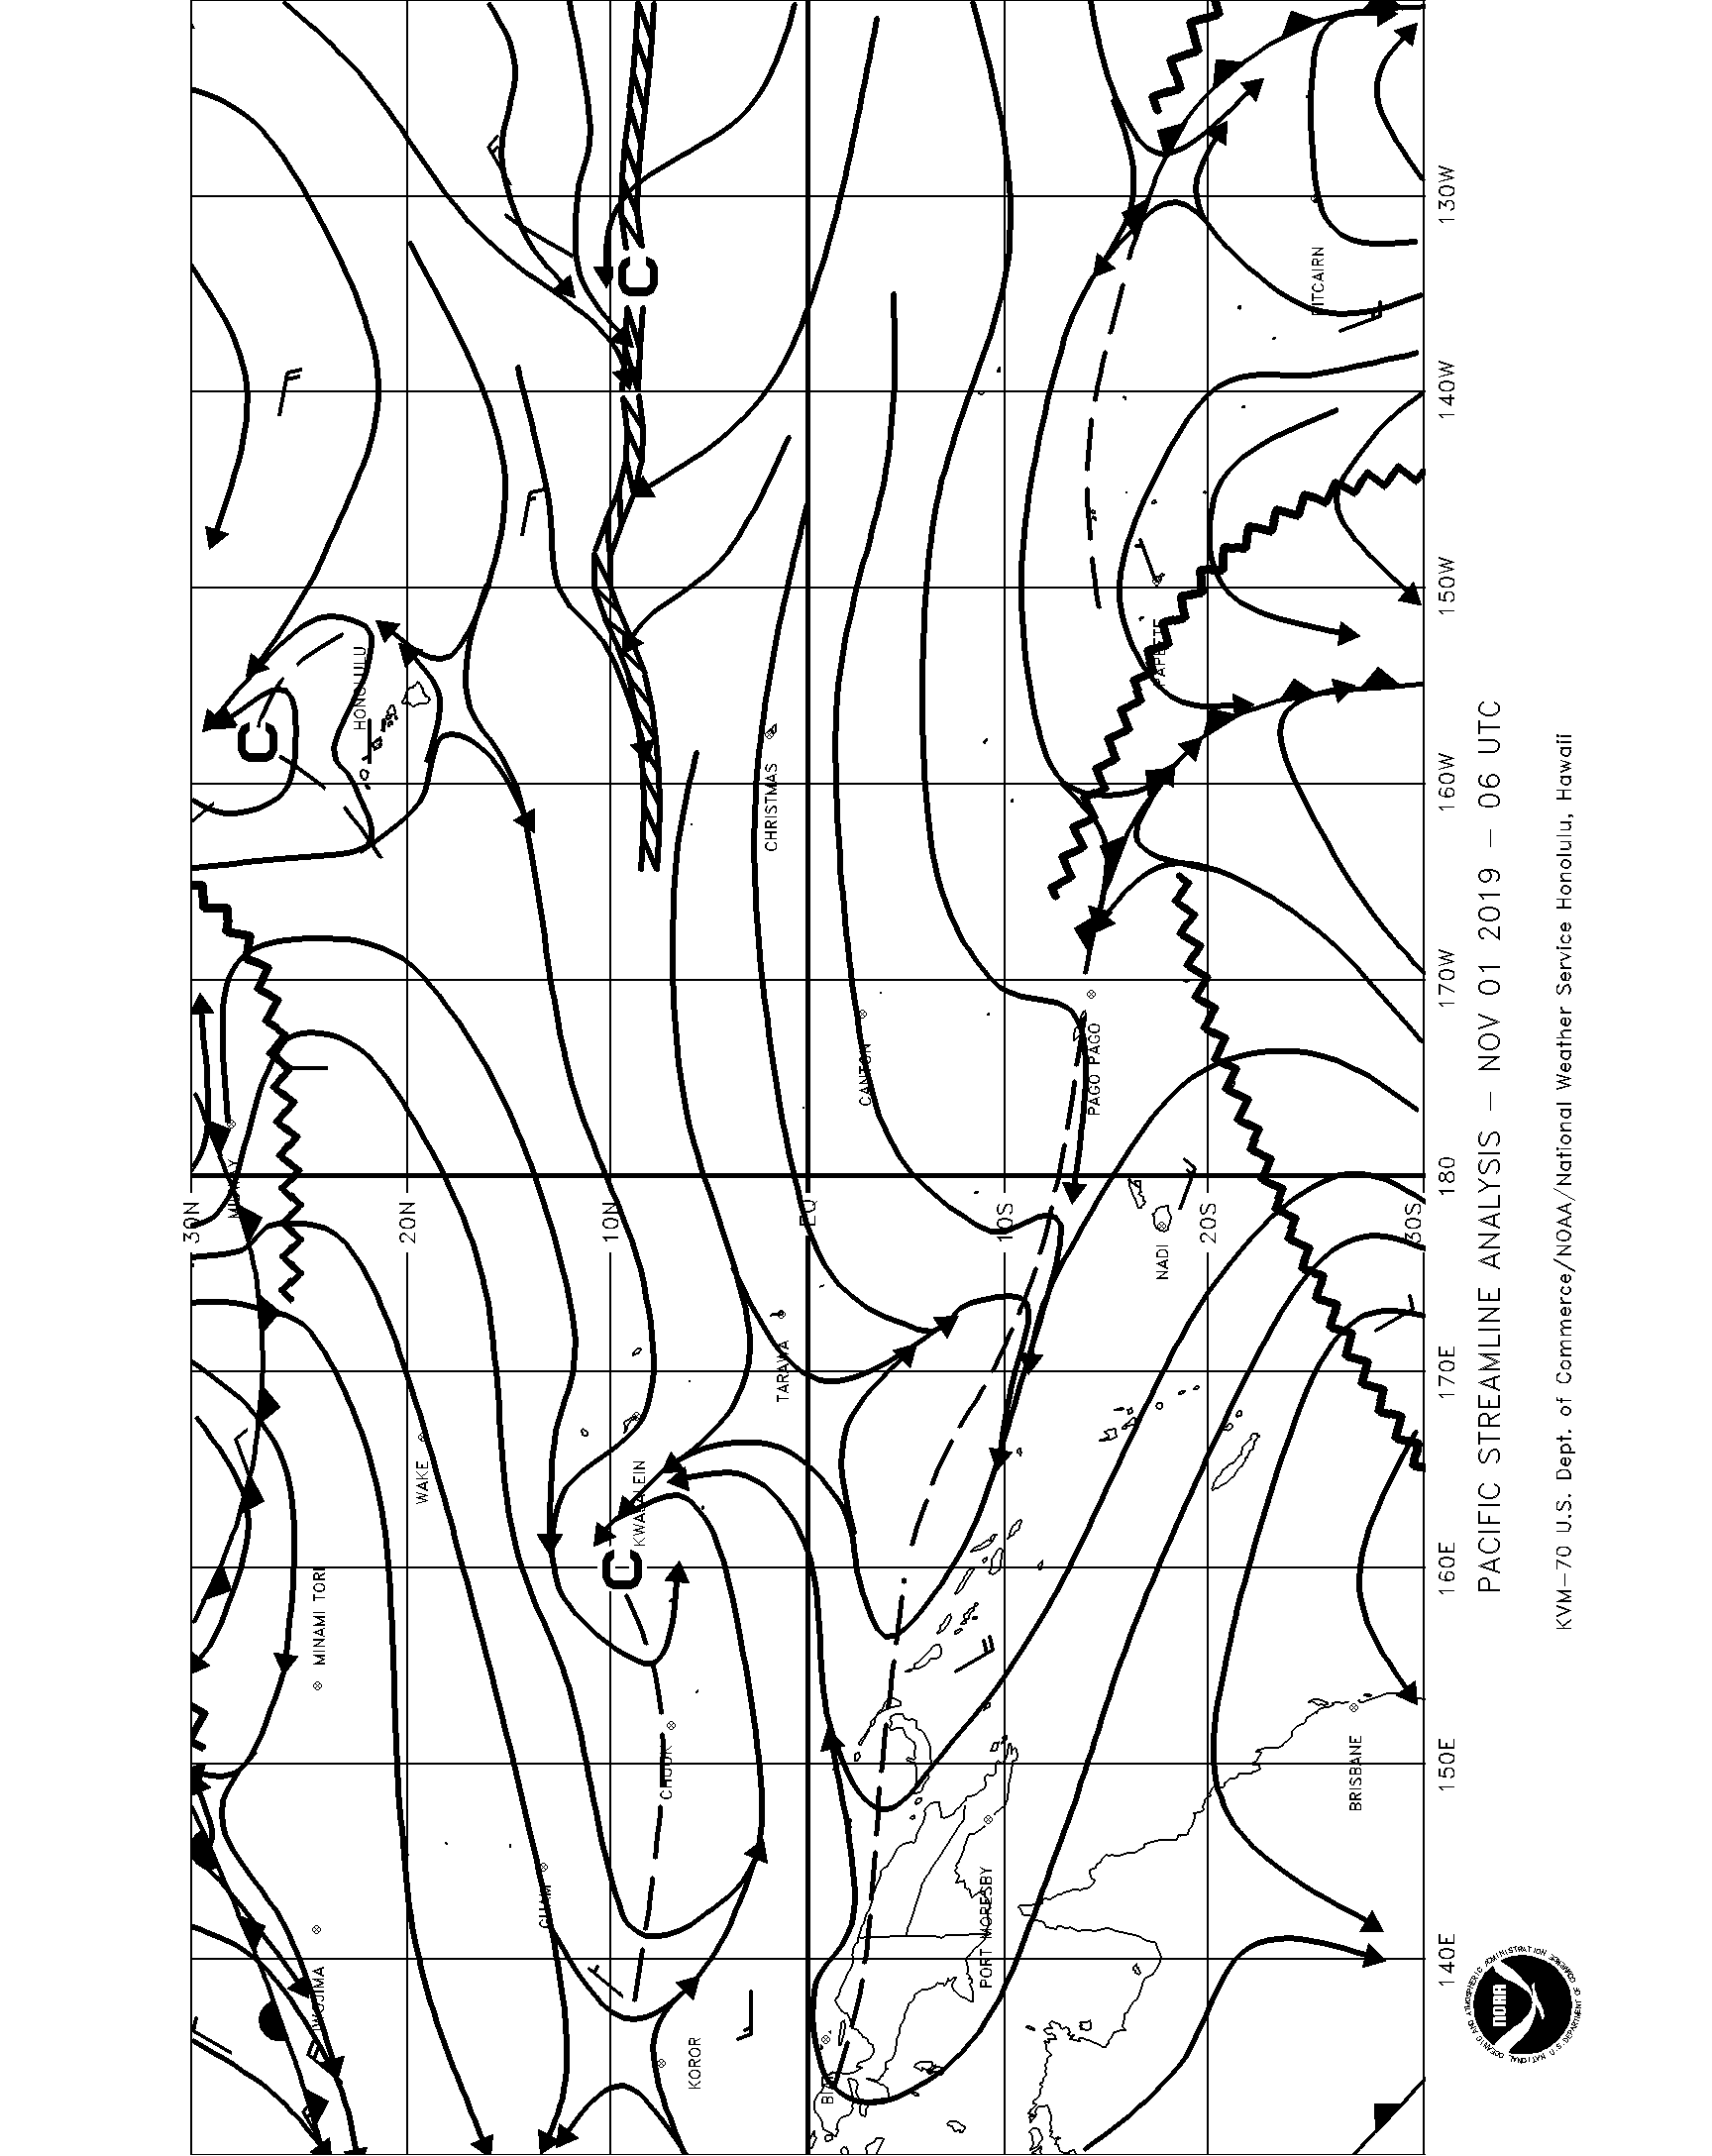 30N
20N
10N
EQ
10S
20S
30S
130W
140W
150W
160W
170W
180
170E
160E
150E
140E
HONOLULU
PAPEETE
CHRISTMAS
CANTON
PAGO PAGO
MIDWAY
NADI
TARAWA
WAKE
KWAJALEIN
MINAMI TORI
CHUUK
GUAM
PORT MORESBY
BRISBANE
IWOJIMA
KOROR
C
C
C
PACIFIC STREAMLINE ANALYSIS - NOV 01 2019 - 06 UTC
KVM-70 U.S. Dept. of Commerce/NOAA/National Weather Service Honolulu, Hawaii
NOAA
NATIONAL OCEANIC AND ATMOSPHERIC ADMINISTRATION
U.S. DEPARTMENT OF COMMERCE